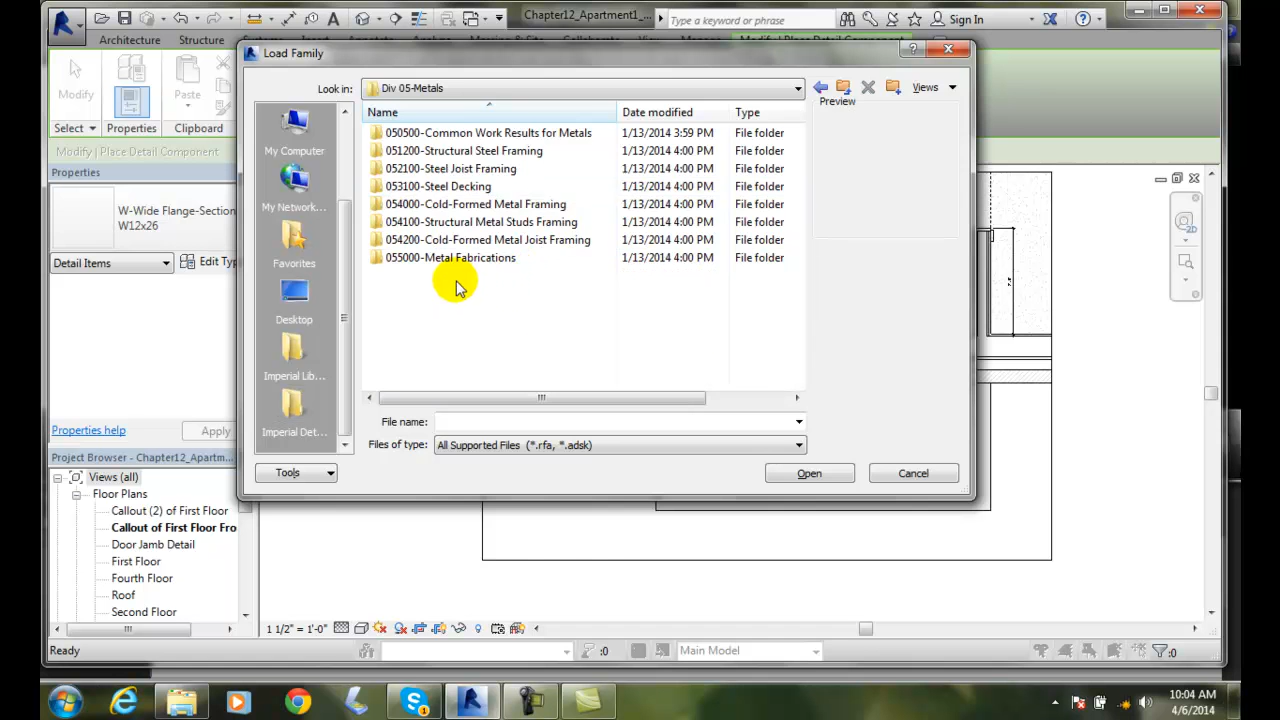 Chapter12_Apartment1_...
Type a keyword or phrase
Sign In
Architecture
Structure
Modify | Place Detail Component
Load Family
Modify
Paste
Select
Properties
Clipboard
Modify | Place Detail Component
Properties
W-Wide Flange-Section
W12x26
Detail Items
Edit Typ
Properties help
Apply
Look in:
Div 05-Metals
Views
Preview
Name
Date modified
Type
050500-Common Work Results for Metals
1/13/2014 3:59 PM
File folder
051200-Structural Steel Framing
1/13/2014 4:00 PM
File folder
052100-Steel Joist Framing
1/13/2014 4:00 PM
File folder
053100-Steel Decking
1/13/2014 4:00 PM
File folder
054000-Cold-Formed Metal Framing
1/13/2014 4:00 PM
File folder
054100-Structural Metal Studs Framing
1/13/2014 4:00 PM
File folder
054200-Cold-Formed Metal Joist Framing
1/13/2014 4:00 PM
File folder
055000-Metal Fabrications
1/13/2014 4:00 PM
File folder
My Computer
My Network...
Favorites
Desktop
Imperial Lib...
Imperial Det...
File name:
Files of type:
All Supported Files (*.rfa, *.adsk)
Tools
Open
Cancel
2D
Project Browser - Chapter12_Apartm...
Views (all)
Floor Plans
Callout (2) of First Floor
Callout of First Floor Fro
Door Jamb Detail
First Floor
Fourth Floor
Roof
Second Floor
1 1/2" = 1'-0"
Ready
:0
Main Model
:0
10:04 AM
4/6/2014